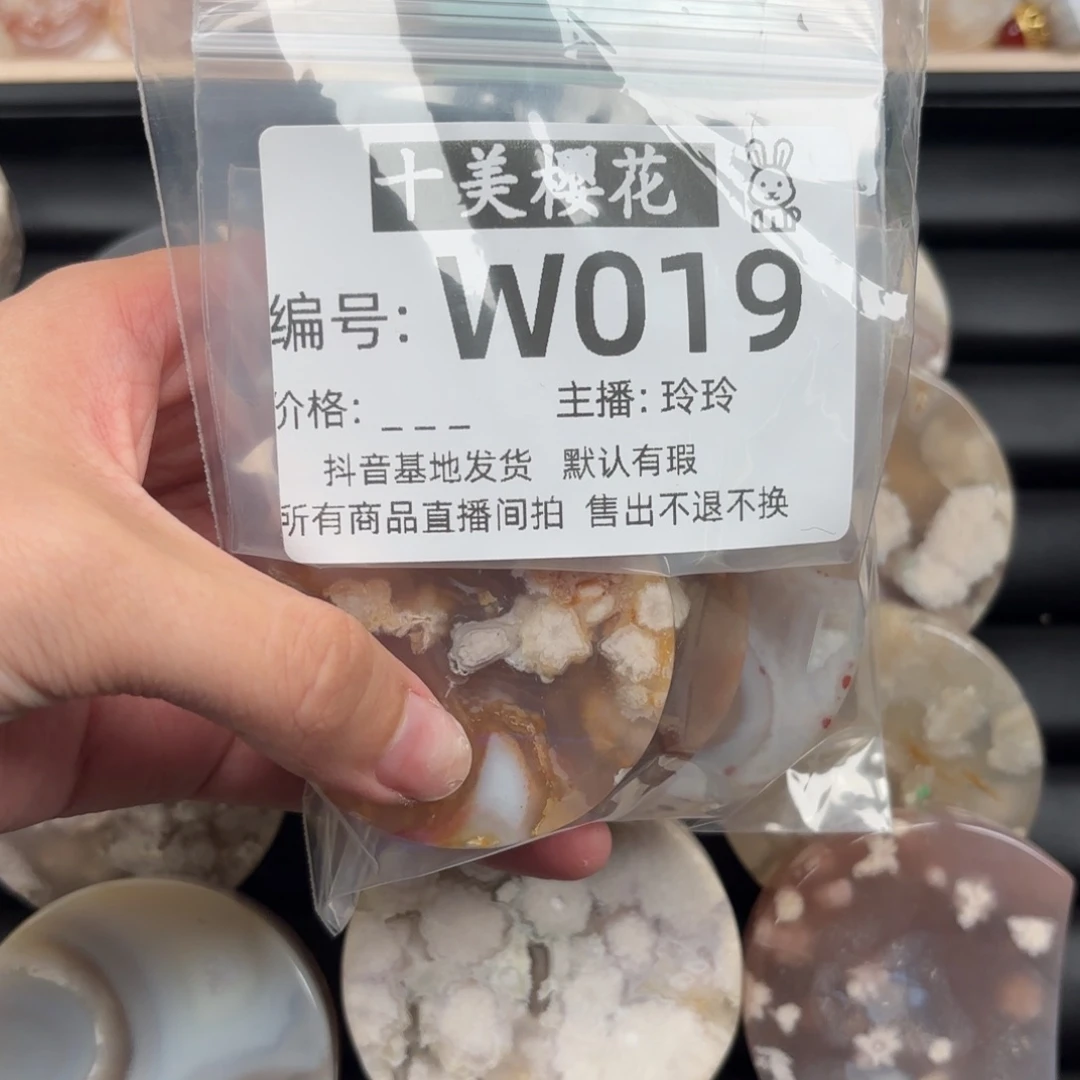 十美樱花
编号: W019
价格: _ _ _ 主播: 玲玲
抖音基地发货 默认有瑕
所有商品直播间拍 售出不退不换